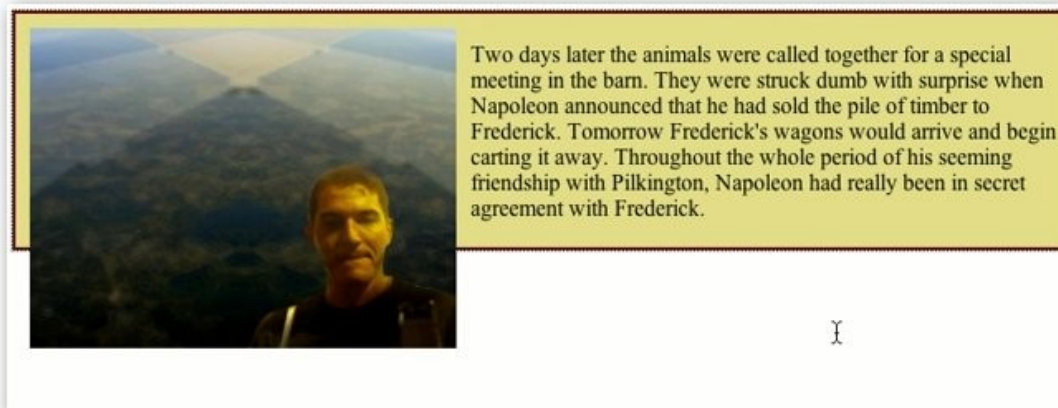 Two days later the animals were called together for a special
meeting in the barn. They were struck dumb with surprise when
Napoleon announced that he had sold the pile of timber to
Frederick. Tomorrow Frederick's wagons would arrive and begin
carting it away. Throughout the whole period of his seeming
friendship with Pilkington, Napoleon had really been in secret
agreement with Frederick.